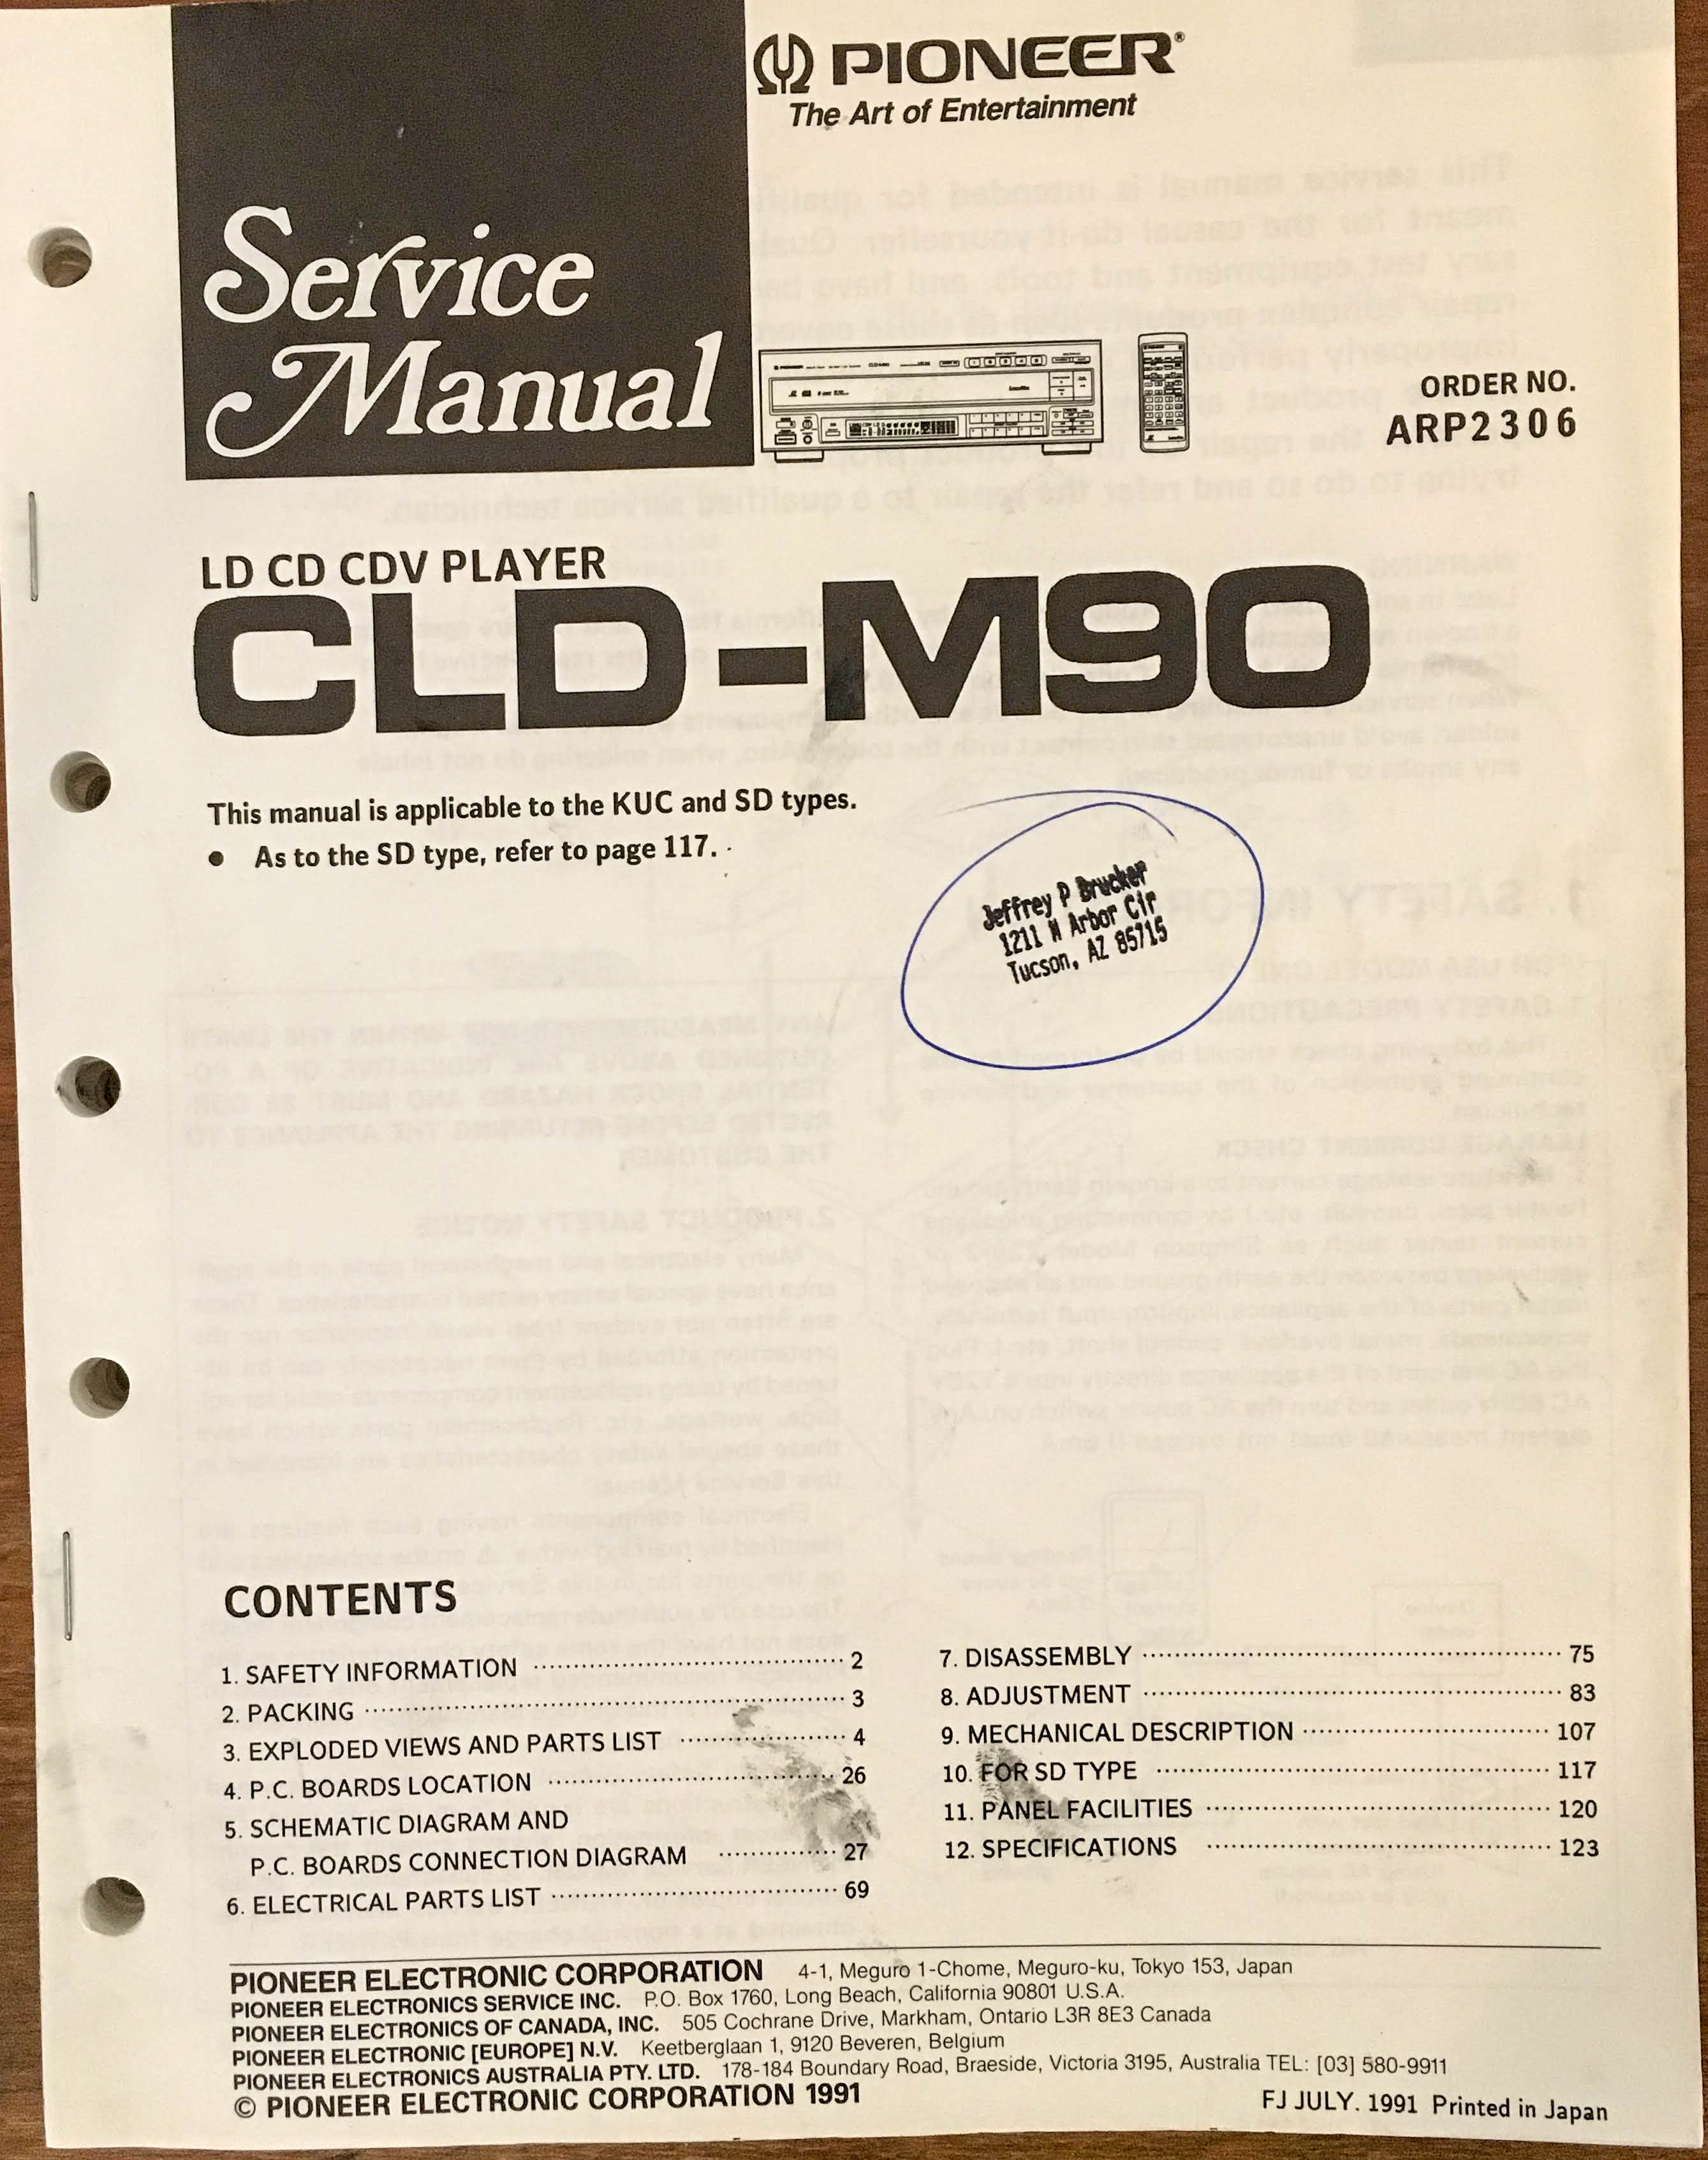 PIONEER®
The Art of Entertainment
Service
Manual
ORDER NO.
ARP2306
LD CD CDV PLAYER
CLD-M90
This manual is applicable to the KUC and SD types.
● As to the SD type, refer to page 117.
Jeffrey P Brucker
1211 N Arbor Cir
Tucson, AZ 85715
CONTENTS
1. SAFETY INFORMATION ········ 2
2. PACKING ········ 3
3. EXPLODED VIEWS AND PARTS LIST ········ 4
4. P.C. BOARDS LOCATION ········ 26
5. SCHEMATIC DIAGRAM AND
P.C. BOARDS CONNECTION DIAGRAM ········ 27
6. ELECTRICAL PARTS LIST ········ 69
7. DISASSEMBLY ········ 75
8. ADJUSTMENT ········ 83
9. MECHANICAL DESCRIPTION ········ 107
10. FOR SD TYPE ········ 117
11. PANEL FACILITIES ········ 120
12. SPECIFICATIONS ········ 123
PIONEER ELECTRONIC CORPORATION 4-1, Meguro 1-Chome, Meguro-ku, Tokyo 153, Japan
PIONEER ELECTRONICS SERVICE INC. P.O. Box 1760, Long Beach, California 90801 U.S.A.
PIONEER ELECTRONICS OF CANADA, INC. 505 Cochrane Drive, Markham, Ontario L3R 8E3 Canada
PIONEER ELECTRONIC [EUROPE] N.V. Keetberglaan 1, 9120 Beveren, Belgium
PIONEER ELECTRONICS AUSTRALIA PTY. LTD. 178-184 Boundary Road, Braeside, Victoria 3195, Australia TEL: [03] 580-9911
© PIONEER ELECTRONIC CORPORATION 1991
FJ JULY. 1991 Printed in Japan